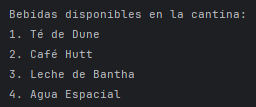 Bebidas disponibles en la cantina:
1. Té de Dune
2. Café Hutt
3. Leche de Bantha
4. Agua Espacial